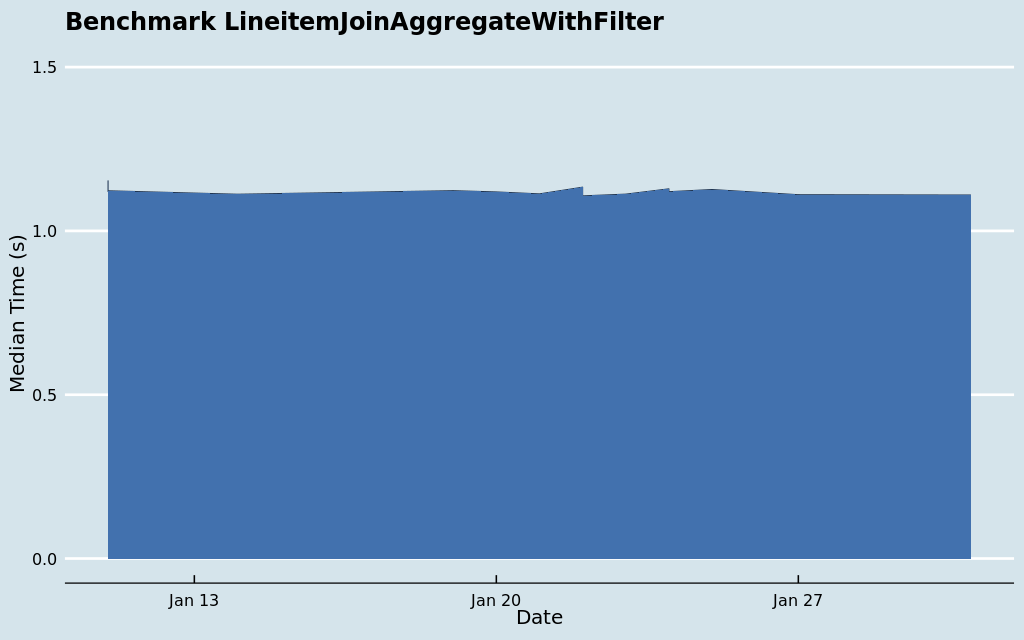 Benchmark LineitemJoinAggregateWithFilter
1.5
1.0
0.5
0.0
Median Time (s)
Jan 13
Jan 20
Jan 27
Date